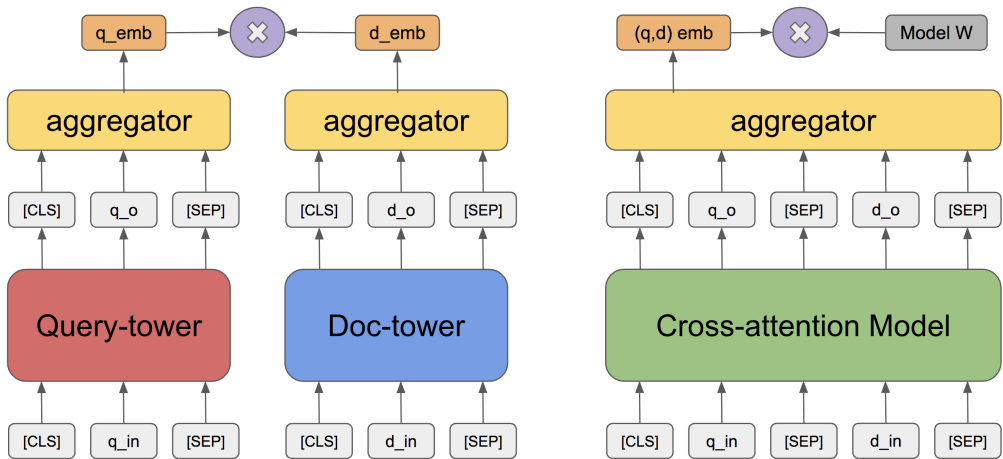 q_emb
d_emb
(q,d) emb
Model W
aggregator
aggregator
aggregator
[CLS]
q_o
[SEP]
[CLS]
d_o
[SEP]
[CLS]
q_o
[SEP]
d_o
[SEP]
Query-tower
Doc-tower
Cross-attention Model
[CLS]
q_in
[SEP]
[CLS]
d_in
[SEP]
[CLS]
q_in
[SEP]
d_in
[SEP]